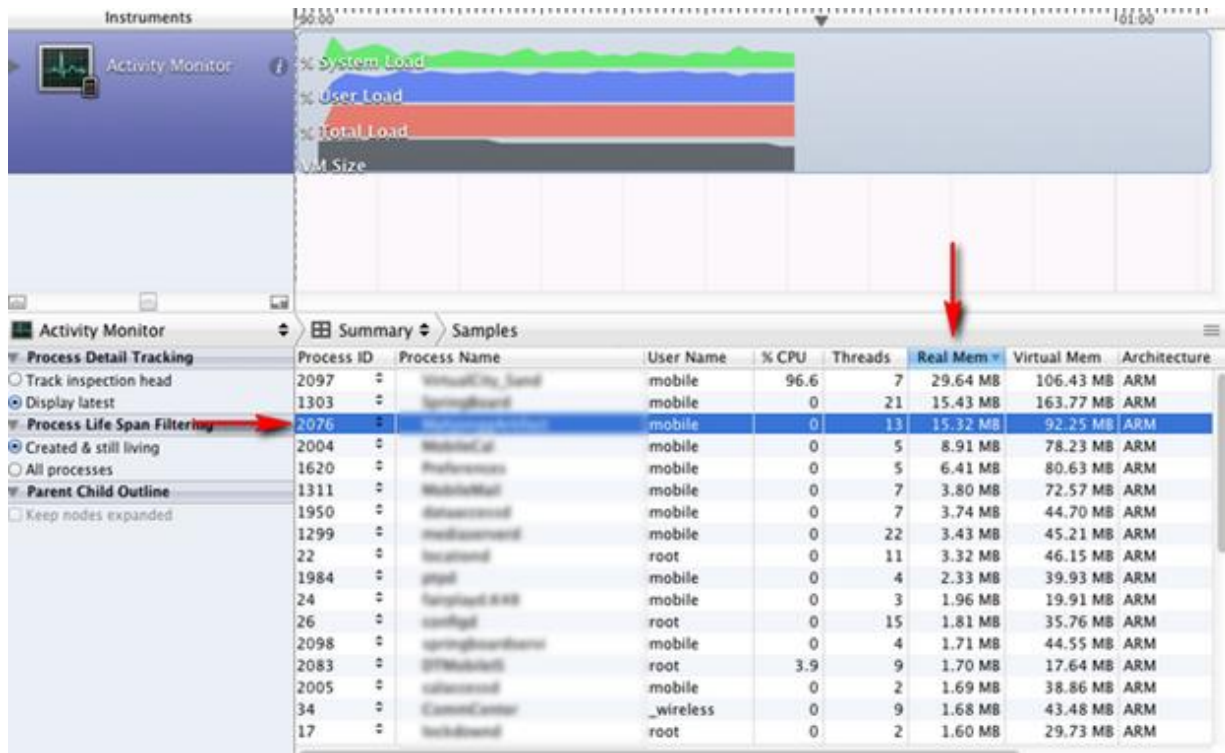 Instruments
00:00
01:00
Activity Monitor
% System Load
% User Load
% Total Load
VM Size
Activity Monitor
Summary
Samples
Process Detail Tracking
Track inspection head
Display latest
Process Life Span Filtering
Created & still living
All processes
Parent Child Outline
Keep nodes expanded
Process ID Process Name User Name % CPU Threads Real Mem Virtual Mem Architecture
2097 mobile 96.6 7 29.64 MB 106.43 MB ARM
1303 mobile 0 21 15.43 MB 163.77 MB ARM
2076 mobile 0 13 15.32 MB 92.25 MB ARM
2004 mobile 0 5 8.91 MB 78.23 MB ARM
1620 mobile 0 5 6.41 MB 80.63 MB ARM
1311 mobile 0 7 3.80 MB 72.57 MB ARM
1950 mobile 0 7 3.74 MB 44.70 MB ARM
1299 mobile 0 22 3.43 MB 45.21 MB ARM
22 root 0 11 3.32 MB 46.15 MB ARM
1984 mobile 0 4 2.33 MB 39.93 MB ARM
24 mobile 0 3 1.96 MB 19.91 MB ARM
26 root 0 15 1.81 MB 35.76 MB ARM
2098 mobile 0 4 1.71 MB 44.55 MB ARM
2083 root 3.9 9 1.70 MB 17.64 MB ARM
2005 mobile 0 2 1.69 MB 38.86 MB ARM
34 _wireless 0 9 1.68 MB 43.48 MB ARM
17 root 0 2 1.60 MB 29.73 MB ARM